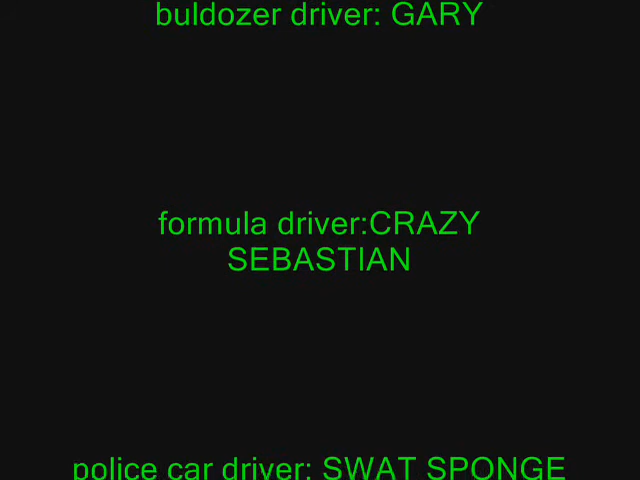 buldozer driver: GARY
formula driver:CRAZY
SEBASTIAN
police car driver: SWAT SPONGE